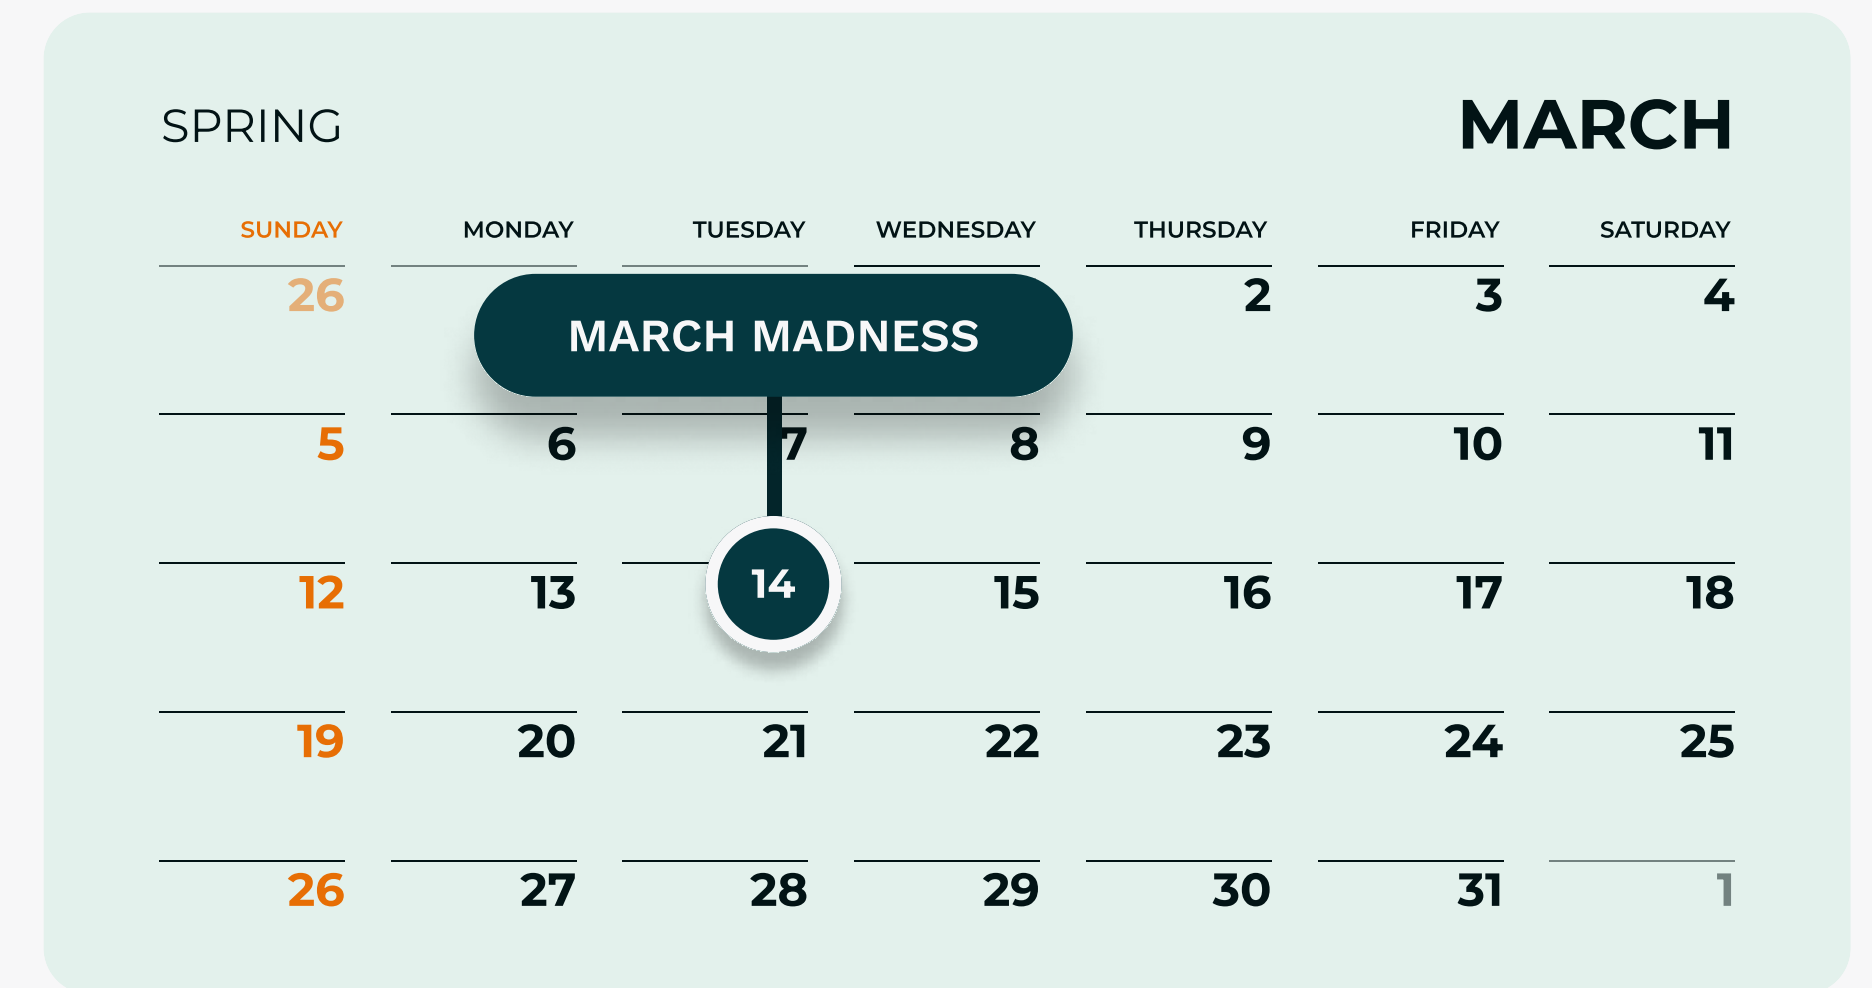 SPRING MARCH
SUNDAY MONDAY TUESDAY WEDNESDAY THURSDAY FRIDAY SATURDAY
26 2 3 4
MARCH MADNESS
5 6 7 8 9 10 11
12 13 14 15 16 17 18
19 20 21 22 23 24 25
26 27 28 29 30 31 1